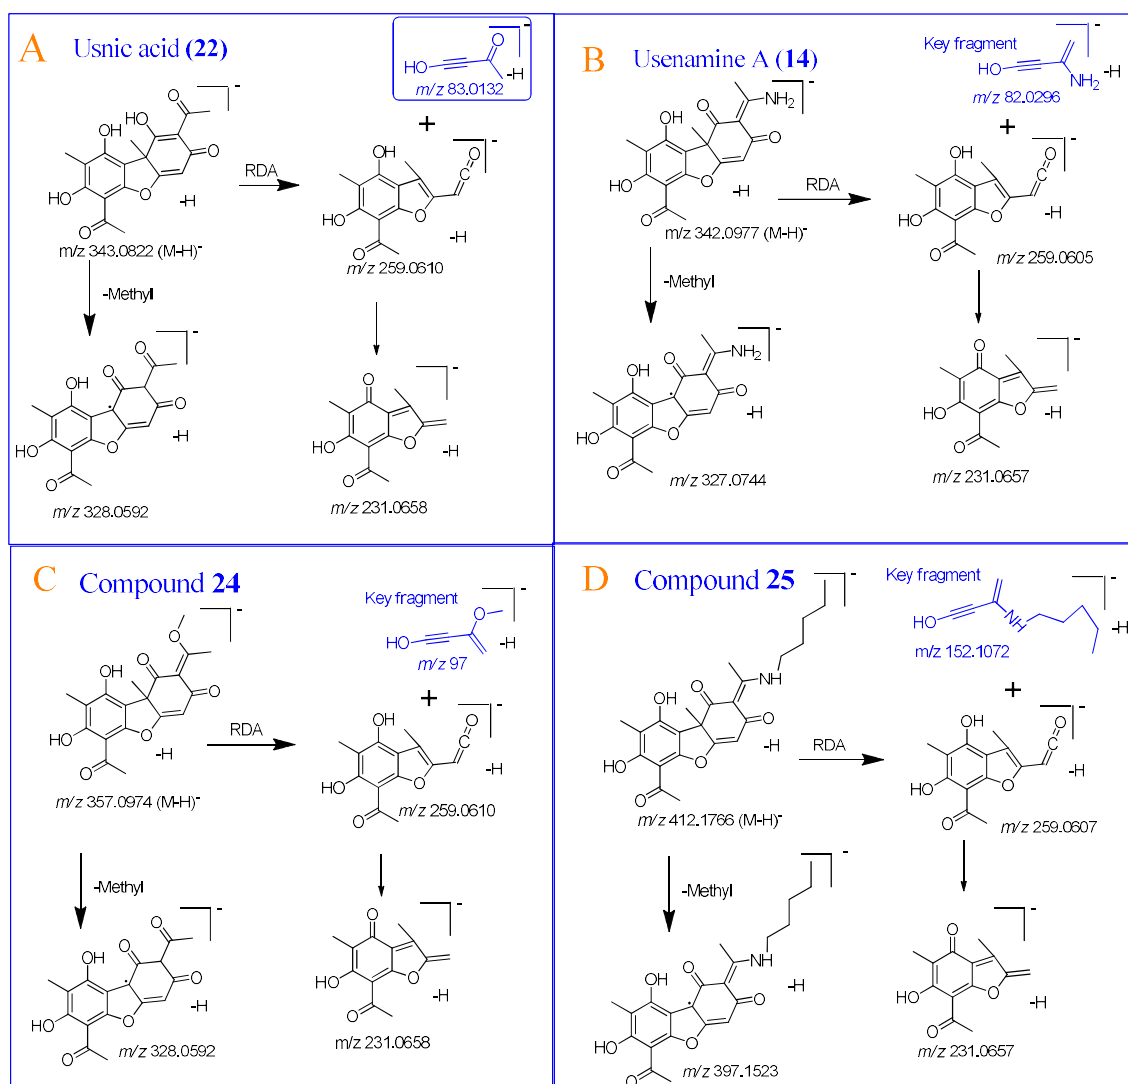 A Usnic acid (22)
O
HO
-H
m/z 83.0132
-
+
OH HO O
O
HO
O
O
-H
-
m/z 343.0822 (M-H)-
RDA
OH
O
HO
O
O
-H
-
m/z 259.0610
-Methyl
OH O O
O
HO
O
O
-H
-
m/z 328.0592
O
HO
O
O
-H
-
m/z 231.0658
B Usenamine A (14)
Key fragment
HO
NH2
-H
-
m/z 82.0296
+
OH O NH2
O
HO
O
O
-H
-
m/z 342.0977 (M-H)-
RDA
OH
O
HO
O
O
-H
-
m/z 259.0605
-Methyl
OH O NH2
O
HO
O
O
-H
-
m/z 327.0744
O
HO
O
O
-H
-
m/z 231.0657
C Compound 24
Key fragment
O
HO
-H
-
m/z 97
+
O
OH O
O
HO
O
O
-H
-
m/z 357.0974 (M-H)-
RDA
OH
O
HO
O
O
-H
-
m/z 259.0610
-Methyl
OH O O
O
HO
O
O
-H
-
m/z 328.0592
O
HO
O
O
-H
-
m/z 231.0658
D Compound 25
Key fragment
HO
NH
-H
-
m/z 152.1072
+
OH O NH
O
HO
O
O
-H
-
m/z 412.1766 (M-H)-
RDA
OH
O
HO
O
O
-H
-
m/z 259.0607
-Methyl
OH O NH
O
HO
O
O
-H
-
m/z 397.1523
O
HO
O
O
-H
-
m/z 231.0657